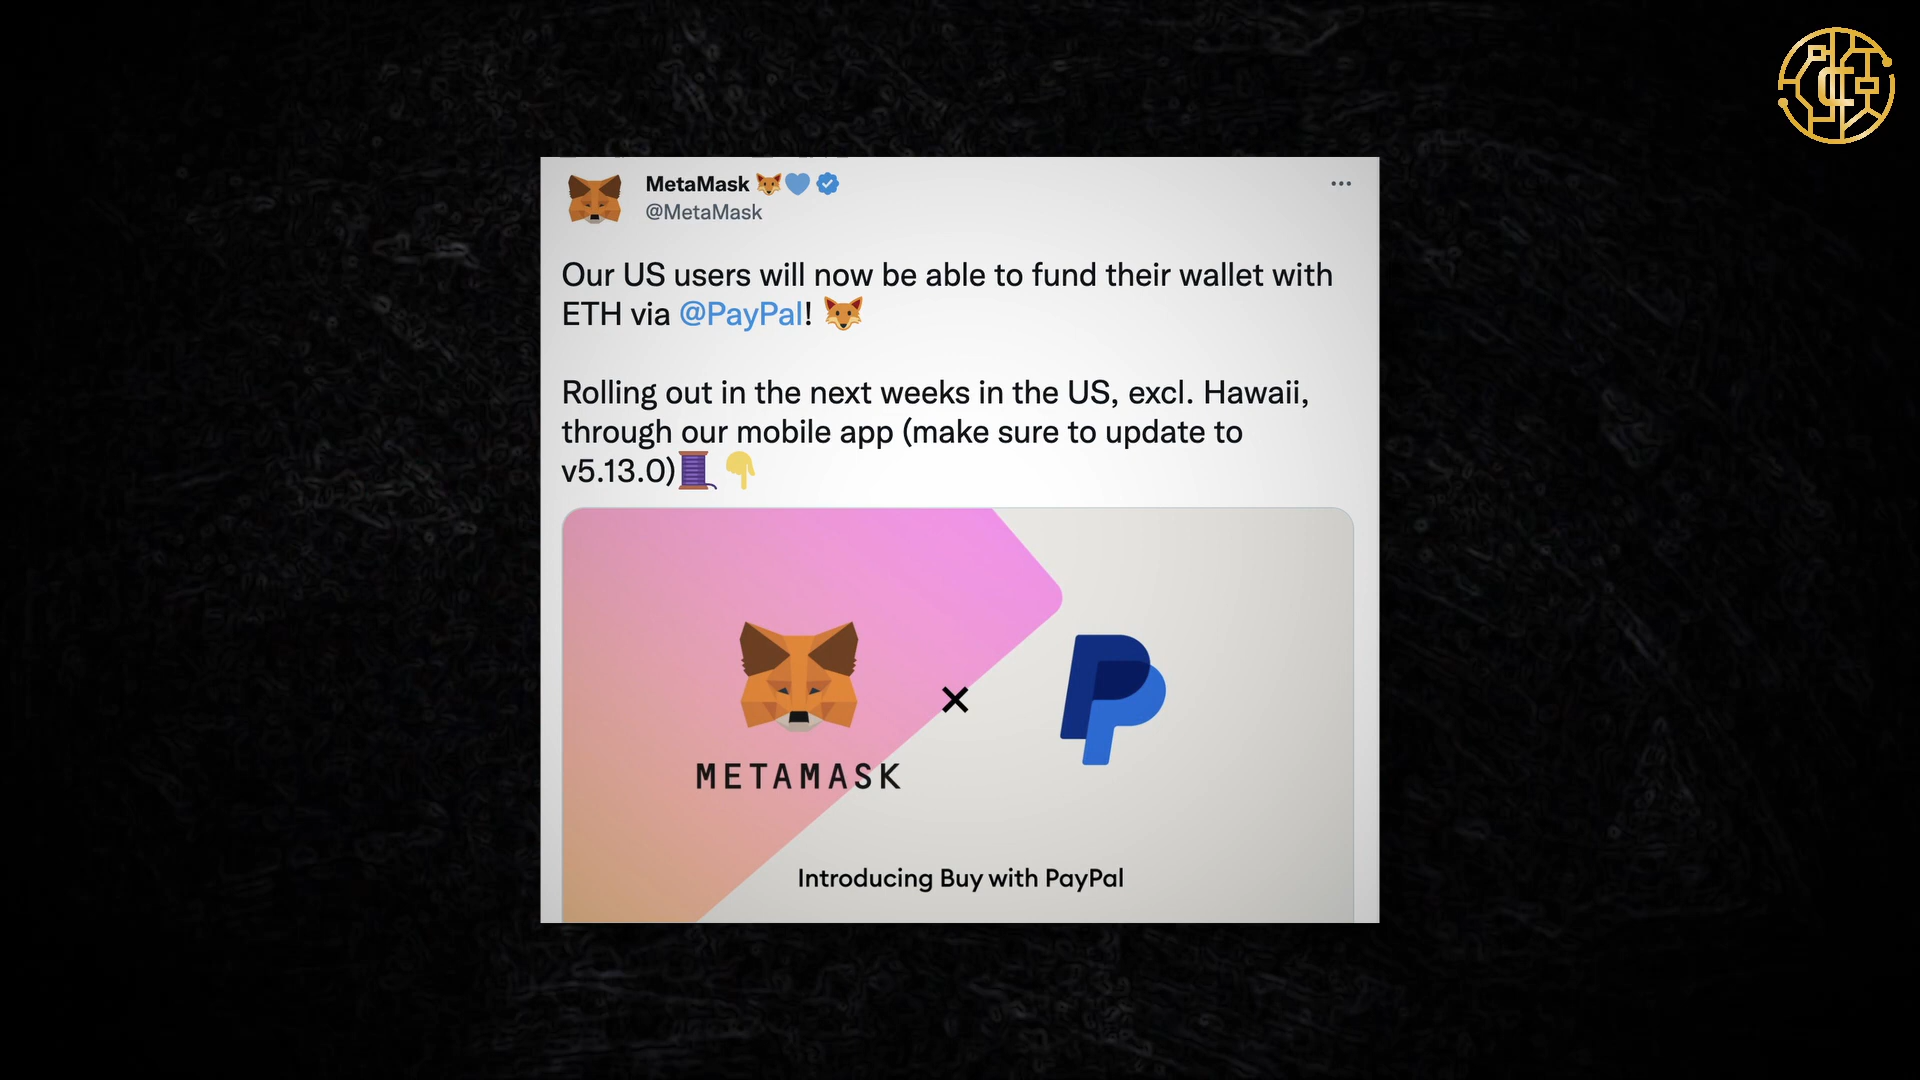 MetaMask 🦊💙
@MetaMask
Our US users will now be able to fund their wallet with
ETH via @PayPal! 🦊
Rolling out in the next weeks in the US, excl. Hawaii,
through our mobile app (make sure to update to
v5.13.0)🧵👇
METAMASK
×
Introducing Buy with PayPal